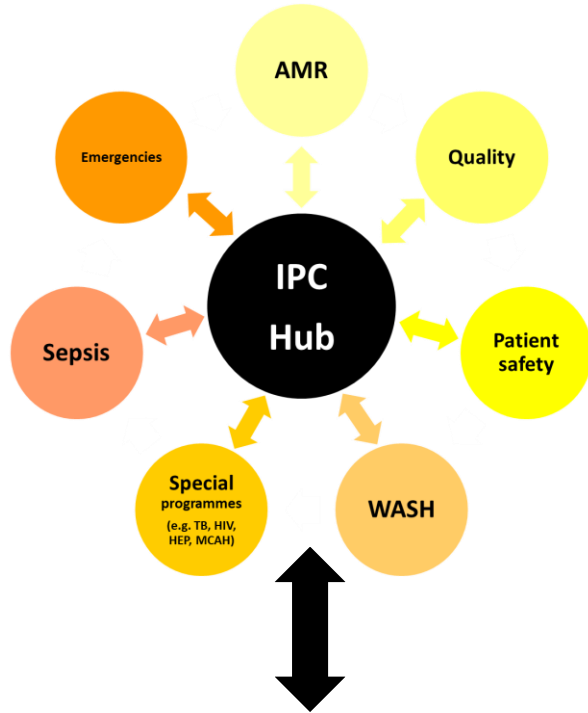 AMR
Emergencies
Quality
IPC
Hub
Sepsis
Patient
safety
Special
programmes
(e.g. TB, HIV,
HEP, MCAH)
WASH